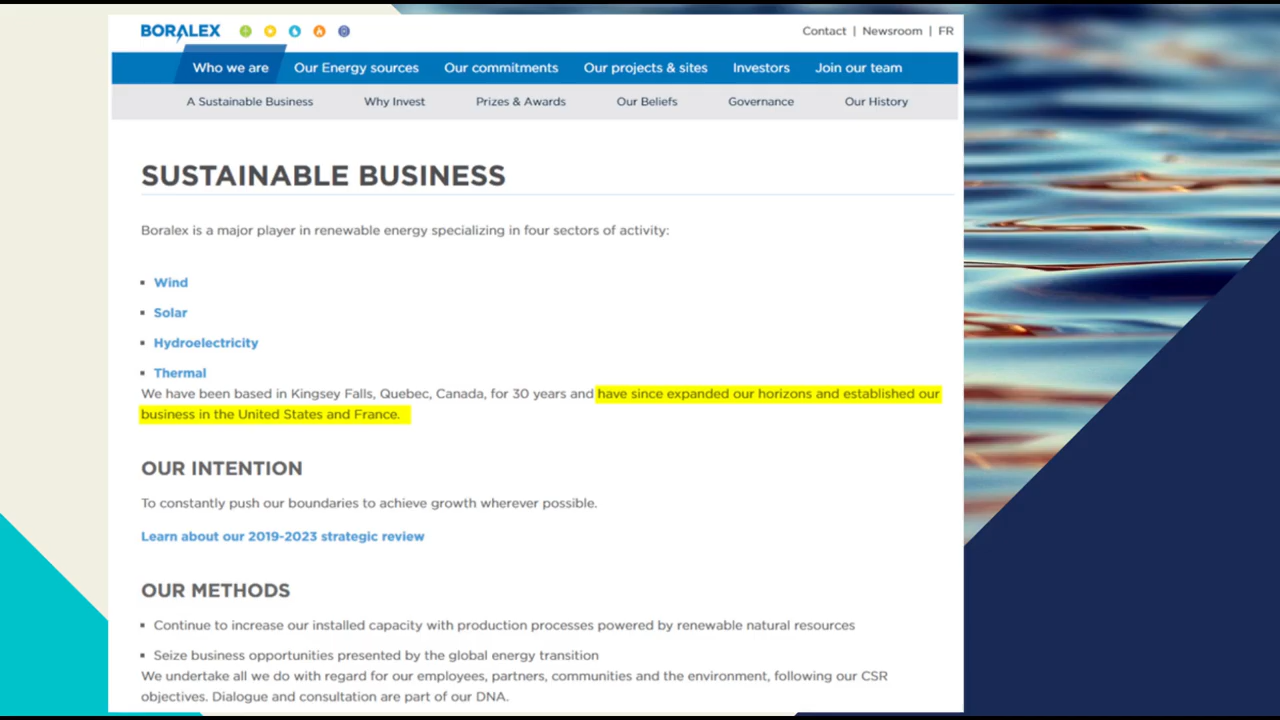 BORALEX
Contact | Newsroom | FR
Who we are Our Energy sources Our commitments Our projects & sites Investors Join our team
A Sustainable Business Why Invest Prizes & Awards Our Beliefs Governance Our History
SUSTAINABLE BUSINESS
Boralex is a major player in renewable energy specializing in four sectors of activity:
▪ Wind
▪ Solar
▪ Hydroelectricity
▪ Thermal
We have been based in Kingsey Falls, Quebec, Canada, for 30 years and have since expanded our horizons and established our
business in the United States and France.
OUR INTENTION
To constantly push our boundaries to achieve growth wherever possible.
Learn about our 2019-2023 strategic review
OUR METHODS
▪ Continue to increase our installed capacity with production processes powered by renewable natural resources
▪ Seize business opportunities presented by the global energy transition
We undertake all we do with regard for our employees, partners, communities and the environment, following our CSR
objectives. Dialogue and consultation are part of our DNA.